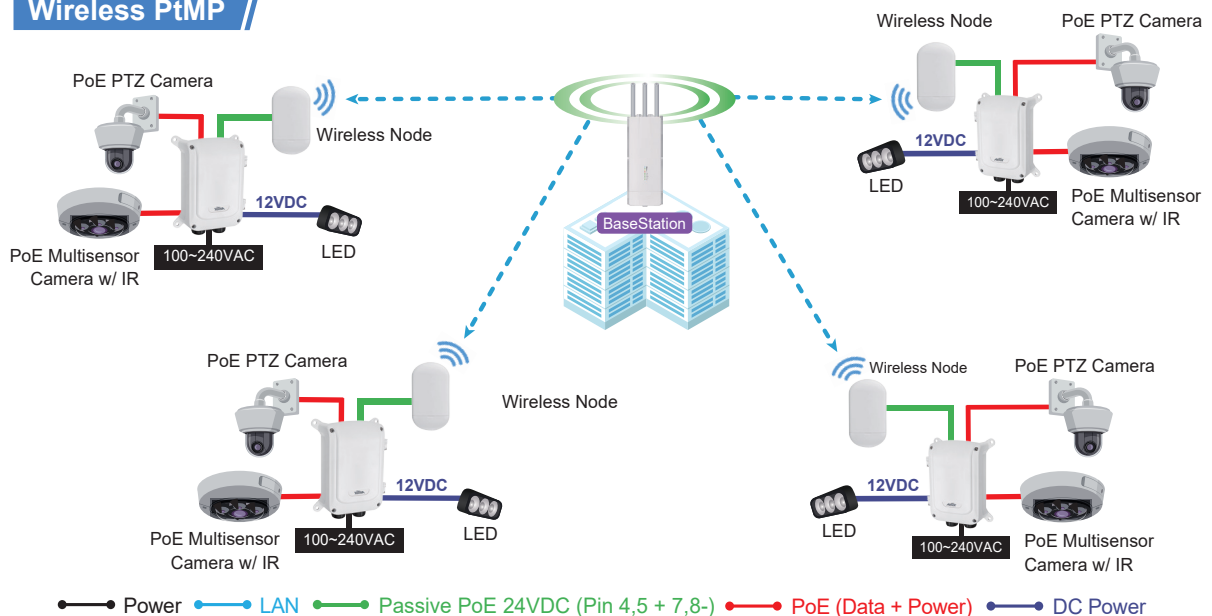 Wireless PtMP
PoE PTZ Camera
Wireless Node
12VDC
LED
100~240VAC
PoE Multisensor
Camera w/ IR
BaseStation
Wireless Node
PoE PTZ Camera
12VDC
LED
100~240VAC
PoE Multisensor
Camera w/ IR
PoE PTZ Camera
Wireless Node
12VDC
LED
100~240VAC
PoE Multisensor
Camera w/ IR
Wireless Node
PoE PTZ Camera
12VDC
LED
100~240VAC
PoE Multisensor
Camera w/ IR
Power LAN Passive PoE 24VDC (Pin 4,5 + 7,8-) PoE (Data + Power) DC Power